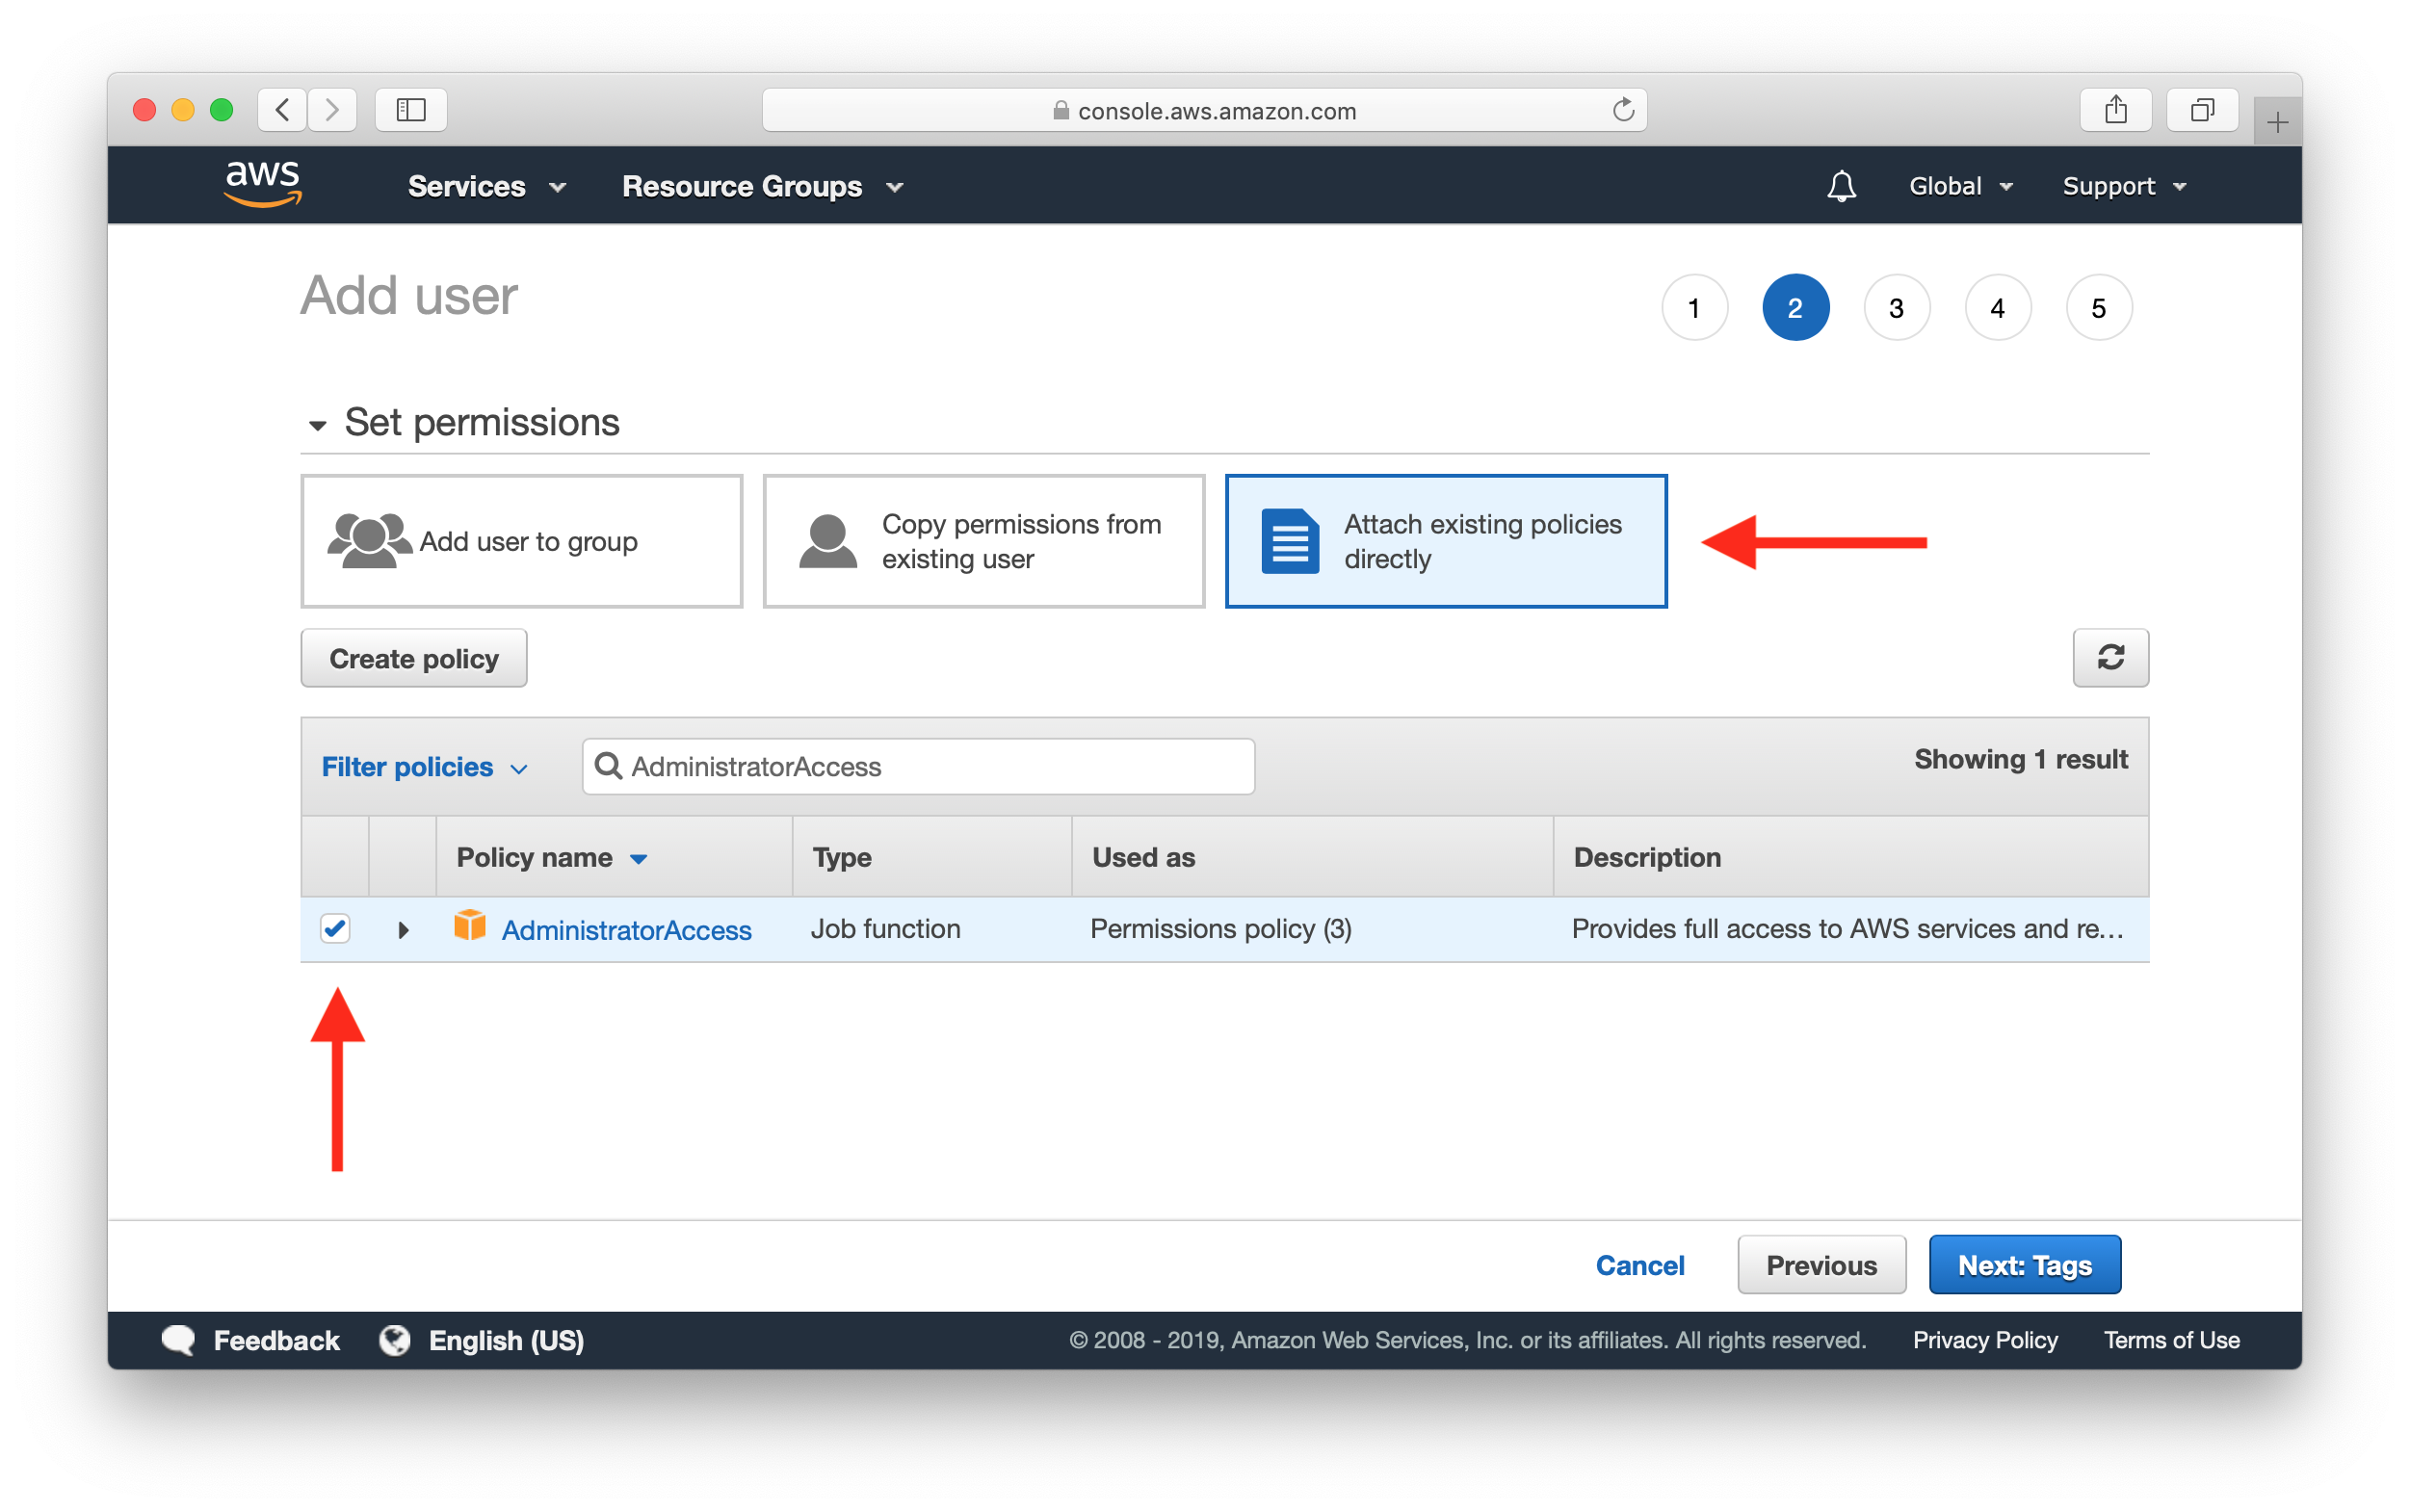 console.aws.amazon.com
aws
Services
Resource Groups
Global
Support
Add user
1
2
3
4
5
Set permissions
Add user to group
Copy permissions from
existing user
Attach existing policies
directly
Create policy
Filter policies
AdministratorAccess
Showing 1 result
Policy name
Type
Used as
Description
AdministratorAccess
Job function
Permissions policy (3)
Provides full access to AWS services and re...
Cancel
Previous
Next: Tags
Feedback
English (US)
© 2008 - 2019, Amazon Web Services, Inc. or its affiliates. All rights reserved.
Privacy Policy
Terms of Use